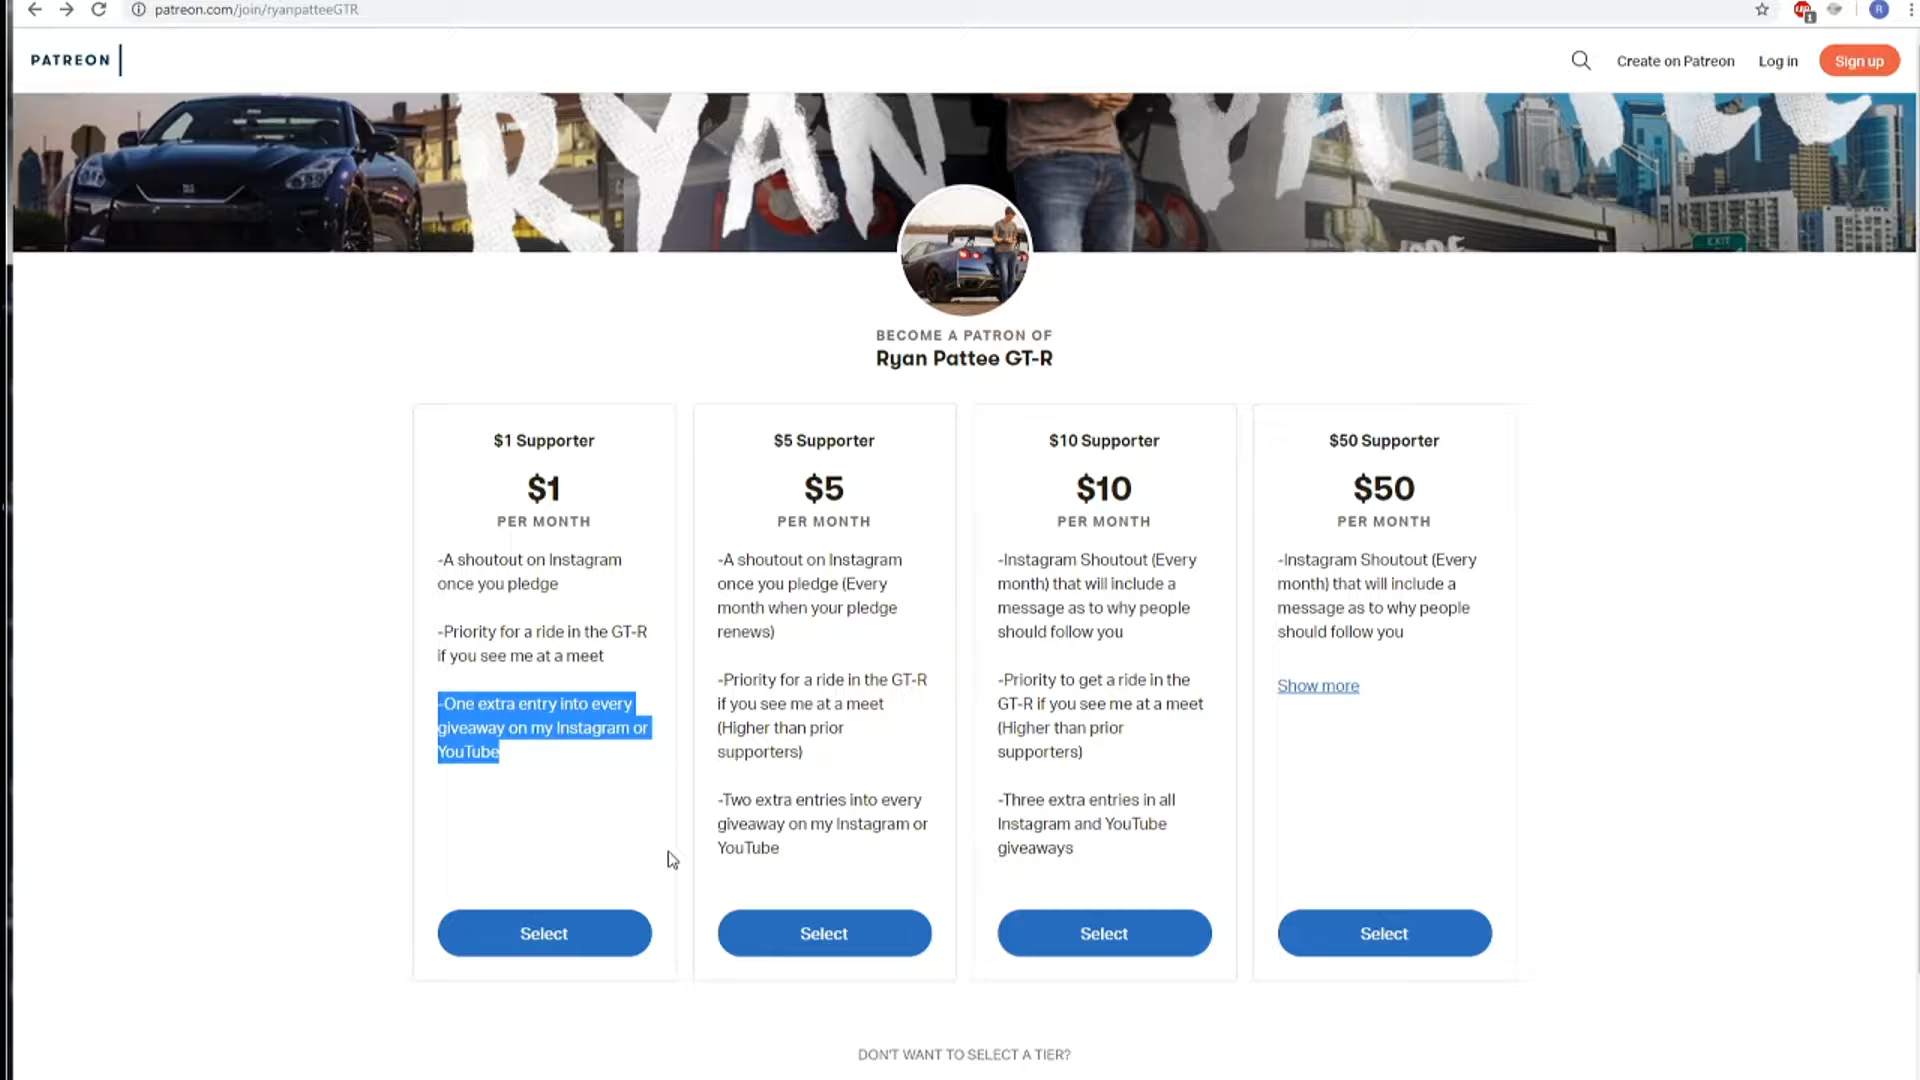 patreon.com/join/ryanpatteeGTR
PATREON
Create on Patreon
Log in
Sign up
RYAN PATTEE
EXIT
BECOME A PATRON OF
Ryan Pattee GT-R
$1 Supporter
$1
PER MONTH
-A shoutout on Instagram
once you pledge
-Priority for a ride in the GT-R
if you see me at a meet
-One extra entry into every
giveaway on my Instagram or
YouTube
Select
$5 Supporter
$5
PER MONTH
-A shoutout on Instagram
once you pledge (Every
month when your pledge
renews)
-Priority for a ride in the GT-R
if you see me at a meet
(Higher than prior
supporters)
-Two extra entries into every
giveaway on my Instagram or
YouTube
Select
$10 Supporter
$10
PER MONTH
-Instagram Shoutout (Every
month) that will include a
message as to why people
should follow you
-Priority to get a ride in the
GT-R if you see me at a meet
(Higher than prior
supporters)
-Three extra entries in all
Instagram and YouTube
giveaways
Select
$50 Supporter
$50
PER MONTH
-Instagram Shoutout (Every
month) that will include a
message as to why people
should follow you
Show more
Select
DON'T WANT TO SELECT A TIER?